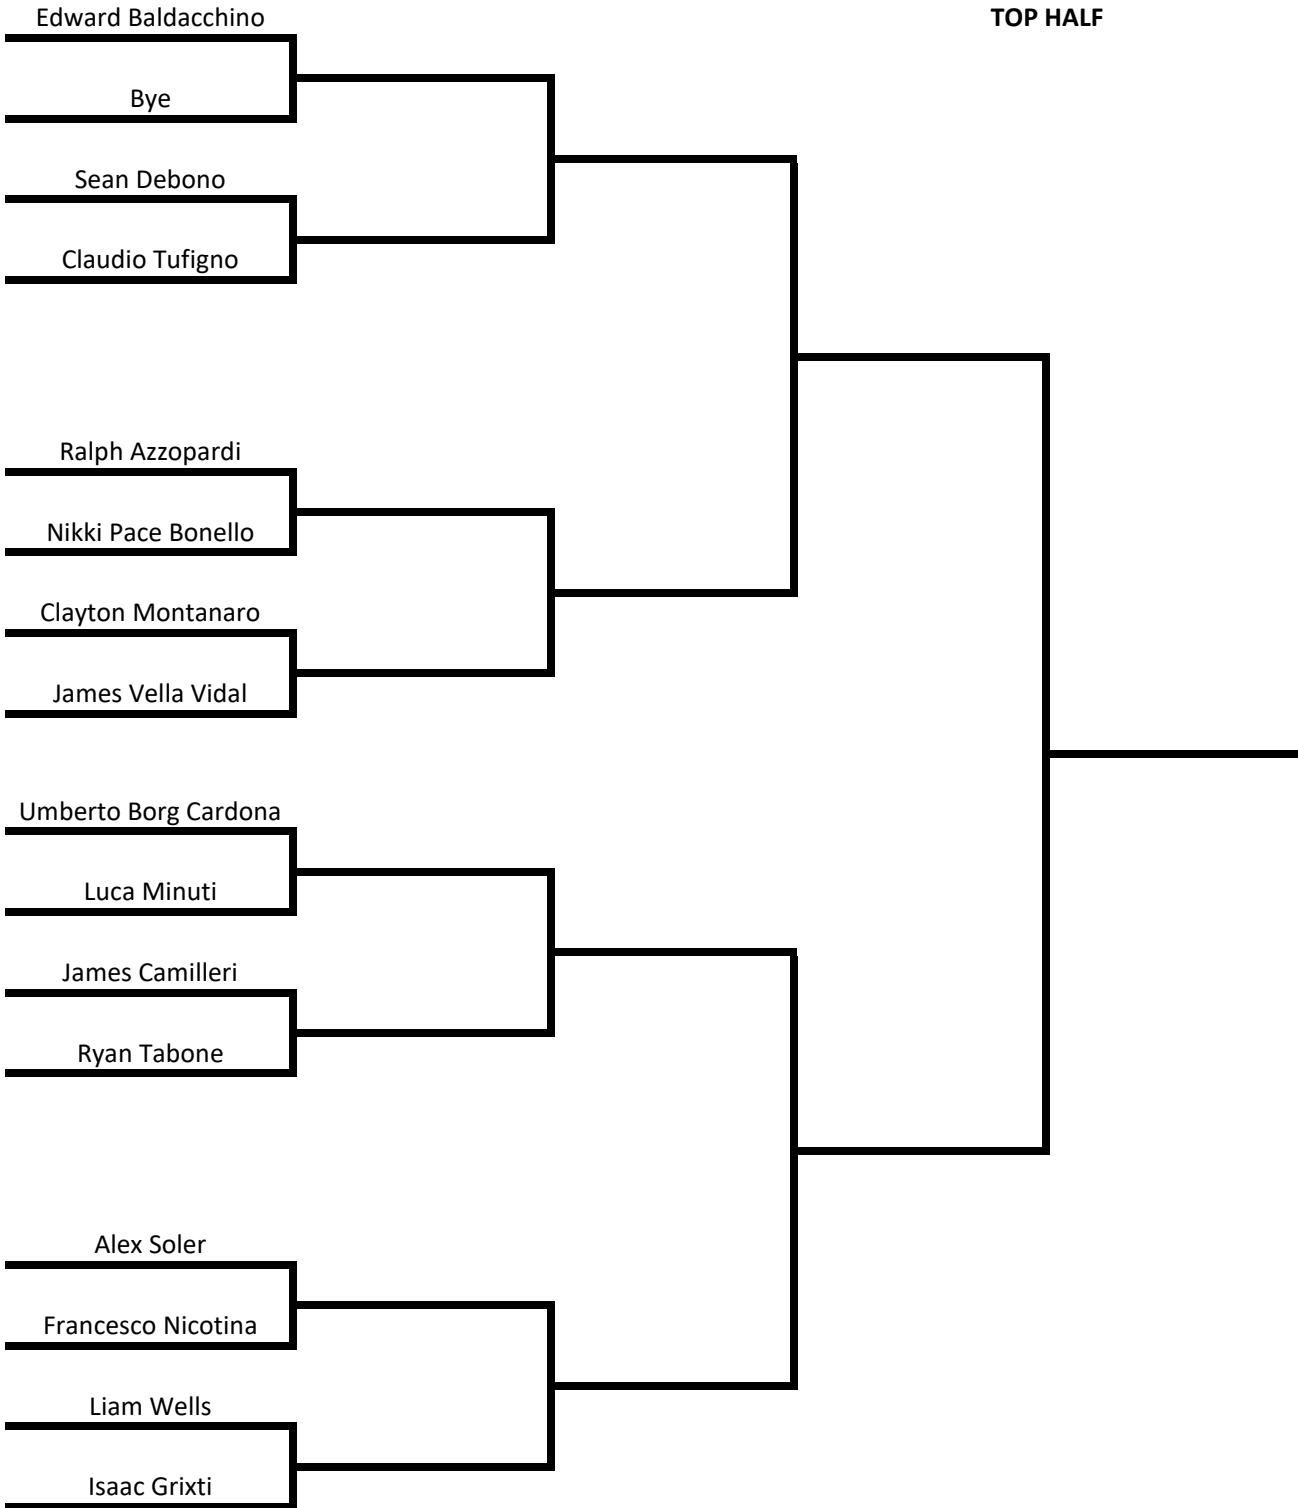 Edward Baldacchino
TOP HALF
Bye
Sean Debono
Claudio Tufigno
Ralph Azzopardi
Nikki Pace Bonello
Clayton Montanaro
James Vella Vidal
Umberto Borg Cardona
Luca Minuti
James Camilleri
Ryan Tabone
Alex Soler
Francesco Nicotina
Liam Wells
Isaac Grixti